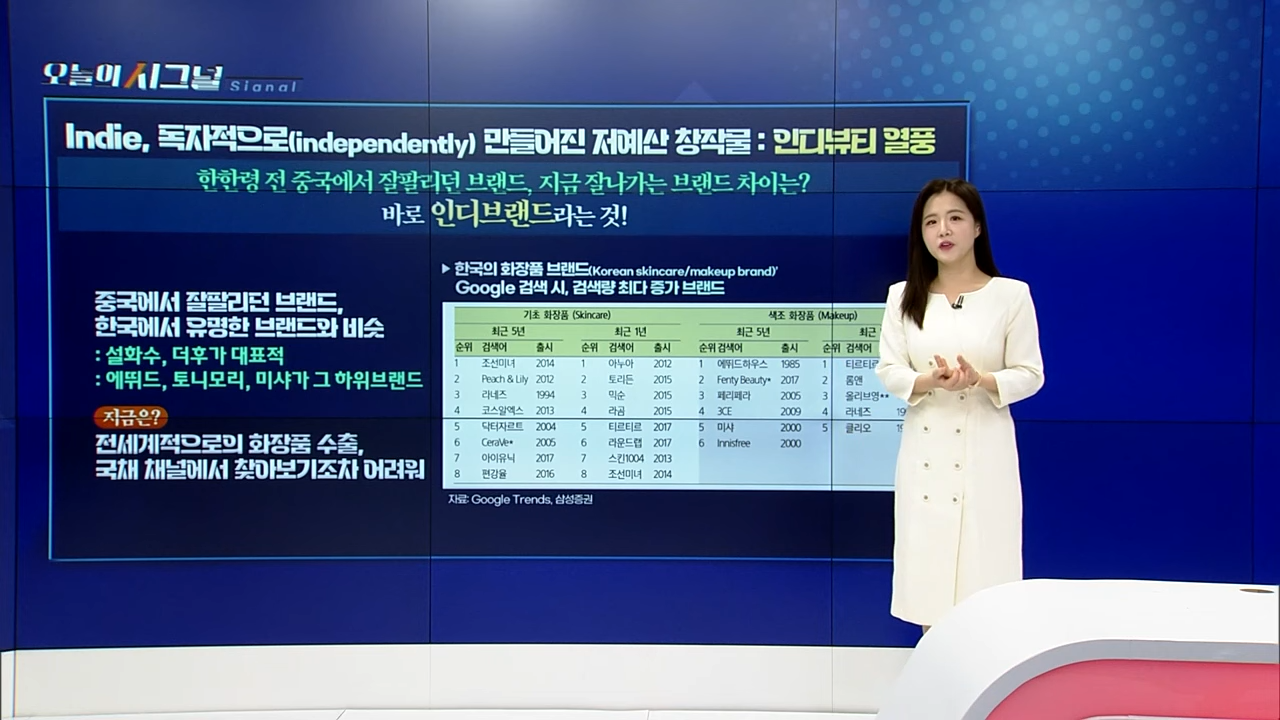 오늘의 시그널 Signal
Indie, 독자적으로(independently) 만들어진 저예산 창작물 : 인디뷰티 열풍
한한령 전 중국에서 잘팔리던 브랜드, 지금 잘나가는 브랜드 차이는?
바로 인디브랜드라는 것!
중국에서 잘팔리던 브랜드,
한국에서 유명한 브랜드와 비슷
: 설화수, 더후가 대표적
: 에뛰드, 토니모리, 미샤가 그 하위브랜드
지금은?
전세계적으로의 화장품 수출,
국채 채널에서 찾아보기조차 어려워
▶ 한국의 화장품 브랜드(Korean skincare/makeup brand)'
Google 검색 시, 검색량 최다 증가 브랜드
기초 화장품 (Skincare) 색조 화장품 (Makeup)
최근 5년 최근 1년 최근 5년 최근
순위 검색어 출시 순위 검색어 출시 순위 검색어 출시 순위 검색어
1 조선미녀 2014 1 아누아 2012 1 에뛰드하우스 1985 1 티르티르
2 Peach & Lily 2012 2 토리든 2015 2 Fenty Beauty* 2017 2 롬앤
3 라네즈 1994 3 믹순 2015 3 페리페라 2005 3 올리브영**
4 코스알엑스 2013 4 라곰 2015 4 3CE 2009 4 라네즈 19
5 닥터자르트 2004 5 티르티르 2017 5 미샤 2000 5 클리오 19
6 CeraVe* 2005 6 라운드랩 2017 6 Innisfree 2000
7 아이유닉 2017 7 스킨1004 2013
8 편강율 2016 8 조선미녀 2014
자료: Google Trends, 삼성증권